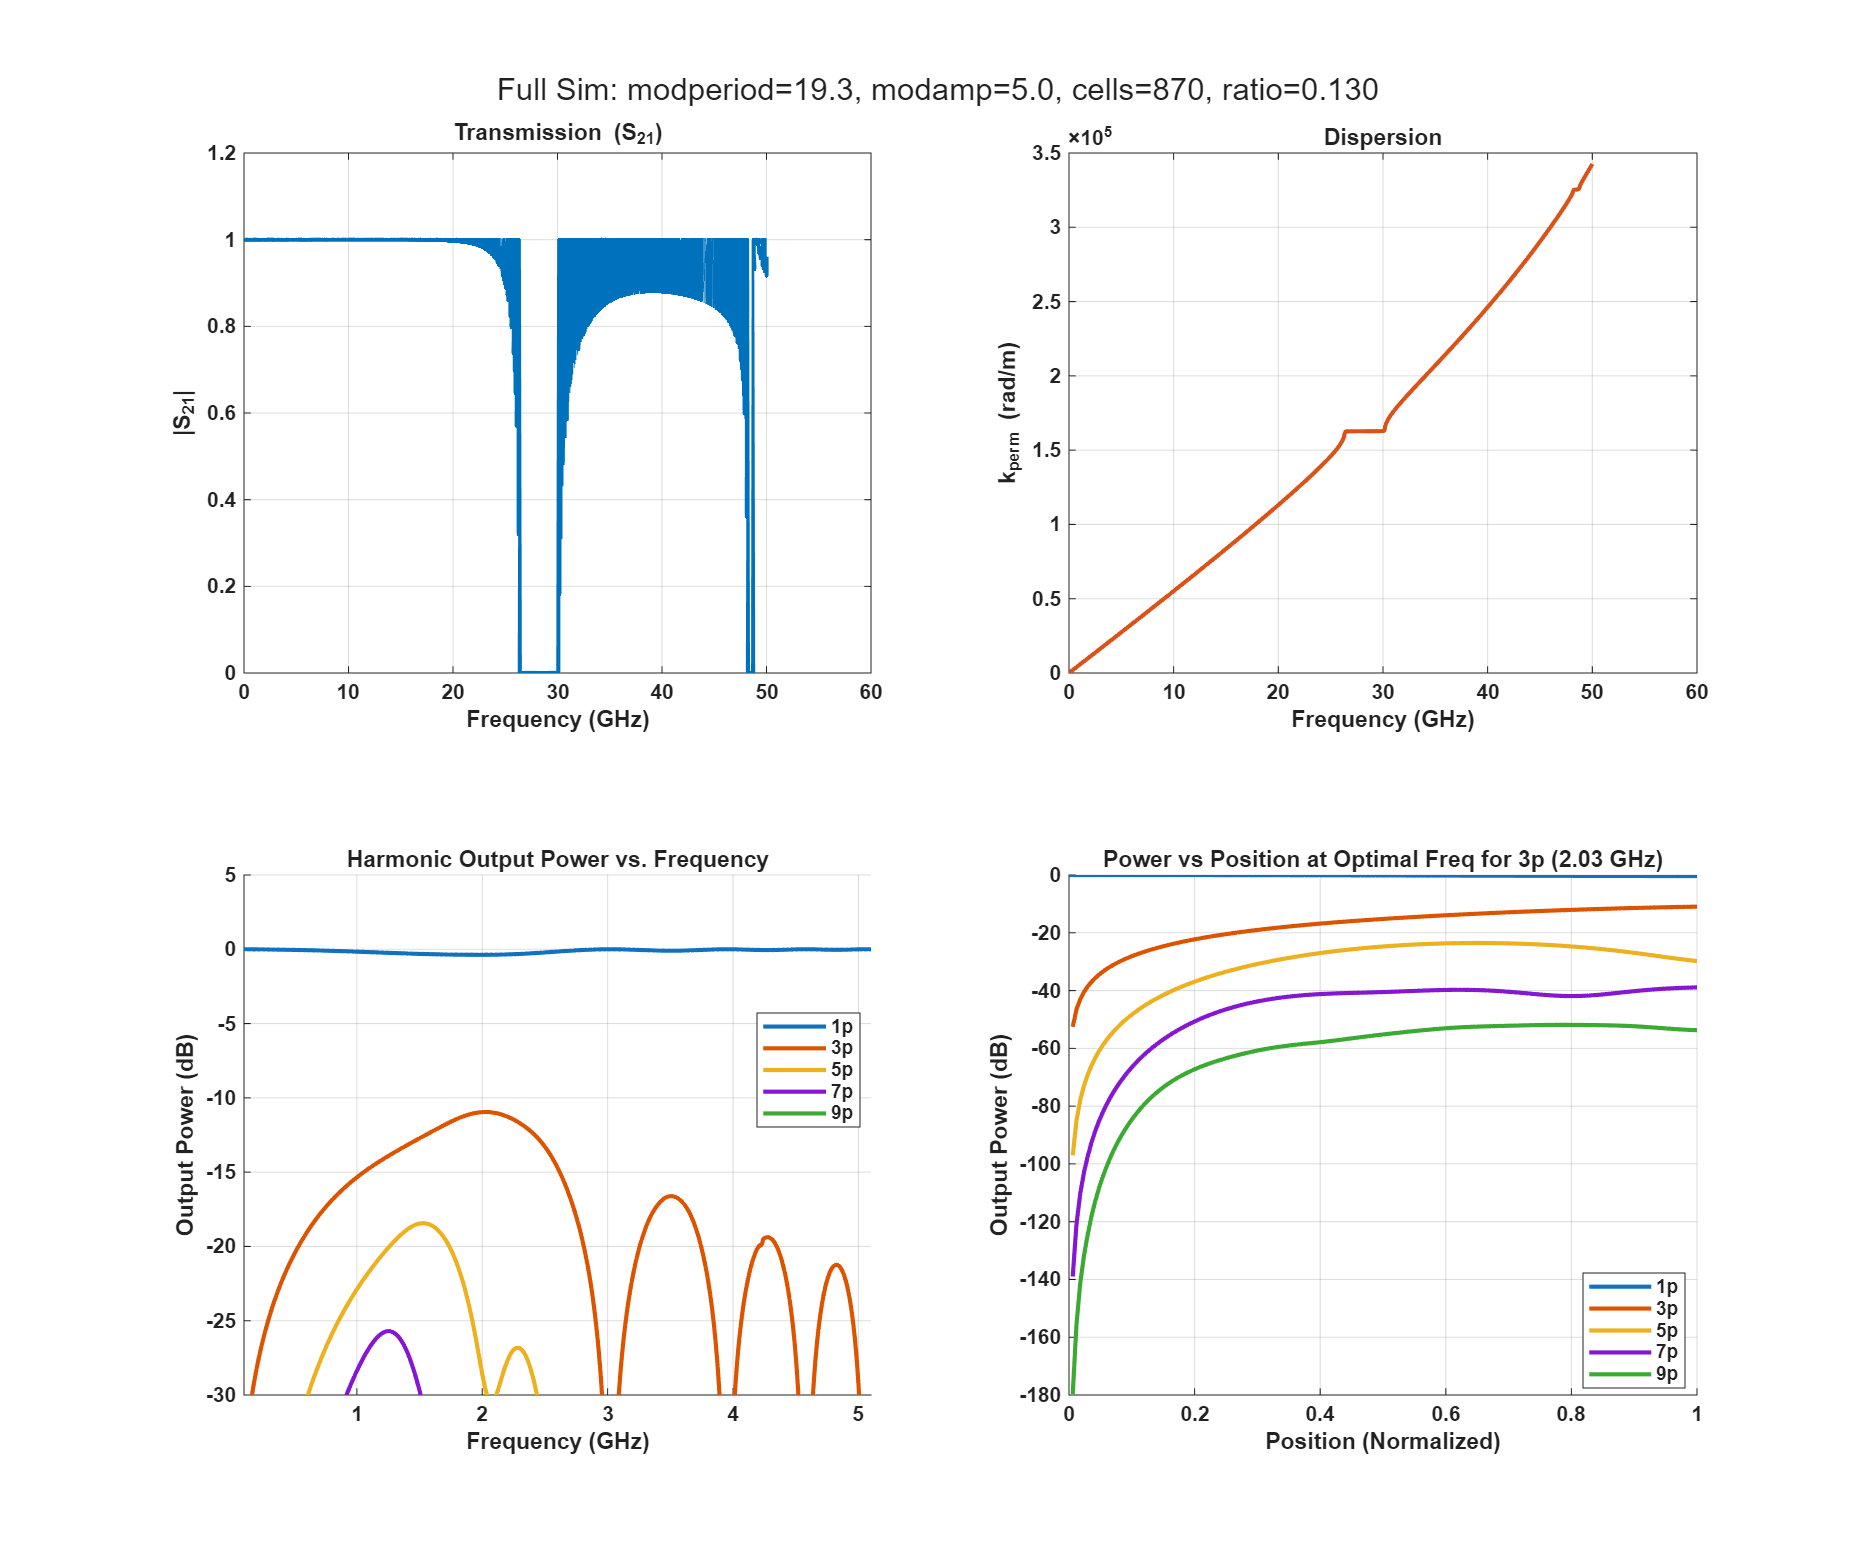 Full Sim: modperiod=19.3, modamp=5.0, cells=870, ratio=0.130
Transmission (S21)
1.2
1
0.8
0.6
0.4
0.2
0
|S21|
0 10 20 30 40 50 60
Frequency (GHz)
Dispersion
×10^5
3.5
3
2.5
2
1.5
1
0.5
0
kperm (rad/m)
0 10 20 30 40 50 60
Frequency (GHz)
Harmonic Output Power vs. Frequency
5
0
-5
-10
-15
-20
-25
-30
Output Power (dB)
1p
3p
5p
7p
9p
1 2 3 4 5
Frequency (GHz)
Power vs Position at Optimal Freq for 3p (2.03 GHz)
0
-20
-40
-60
-80
-100
-120
-140
-160
-180
Output Power (dB)
1p
3p
5p
7p
9p
0 0.2 0.4 0.6 0.8 1
Position (Normalized)